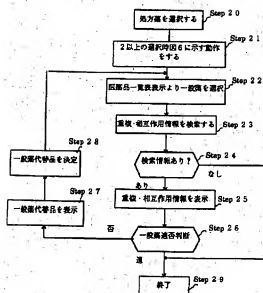 Step 20
処方薬を選択する
Step 21
2以上の選択時図6に示す動作
をする
Step 22
医薬品一覧表表示より一般薬を選択
Step 23
重複・相互作用情報を検索する
Step 28
一般薬代替品を決定
Step 24
検索情報あり?
なし
あり
Step 27
一般薬代替品を表示
重複・相互作用情報を表示
Step 25
否
一般薬適否判断
Step 26
適
終了
Step 29